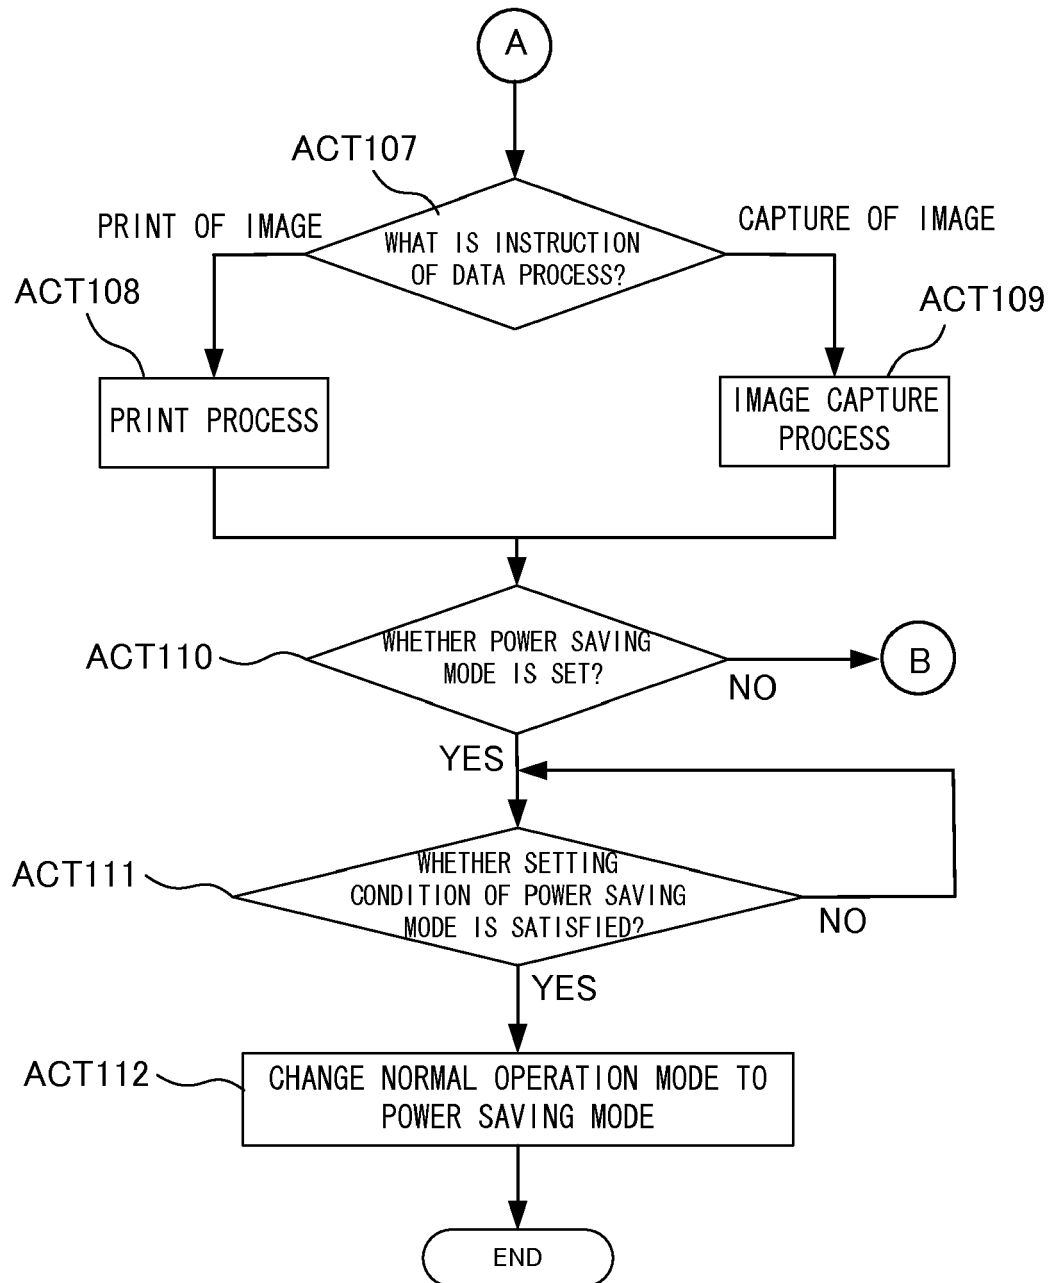 A
ACT107
PRINT OF IMAGE
CAPTURE OF IMAGE
WHAT IS INSTRUCTION
OF DATA PROCESS?
ACT108
ACT109
PRINT PROCESS
IMAGE CAPTURE
PROCESS
WHETHER POWER SAVING
MODE IS SET?
ACT110
B
NO
YES
WHETHER SETTING
CONDITION OF POWER SAVING
MODE IS SATISFIED?
ACT111
NO
YES
ACT112
CHANGE NORMAL OPERATION MODE TO
POWER SAVING MODE
END